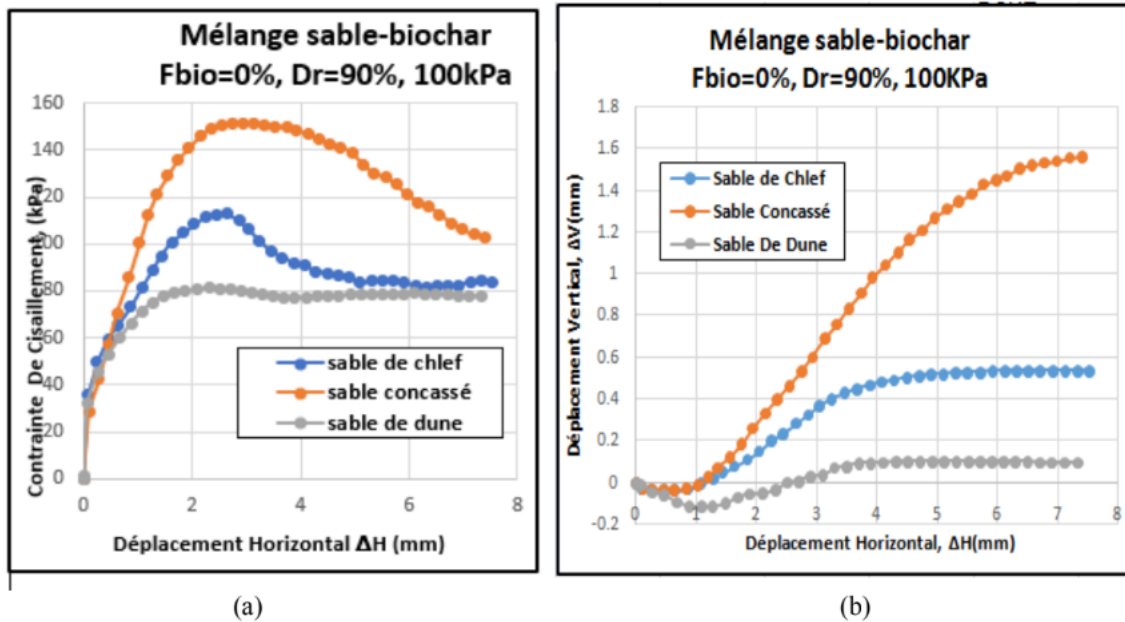 Mélange sable-biochar
Fbio=0%, Dr=90%, 100kPa
Contrainte De Cisaillement, (kPa)
160
140
120
100
80
60
40
20
0
sable de chlef
sable concassé
sable de dune
0 2 4 6 8
Déplacement Horizontal ΔH (mm)
(a)
Mélange sable-biochar
Fbio=0%, Dr=90%, 100KPa
Déplacement Vertical, ΔV(mm)
1.8
1.6
1.4
1.2
1
0.8
0.6
0.4
0.2
0
-0.2
Sable de Chlef
Sable Concassé
Sable De Dune
0 1 2 3 4 5 6 7 8
Déplacement Horizontal, ΔH(mm)
(b)